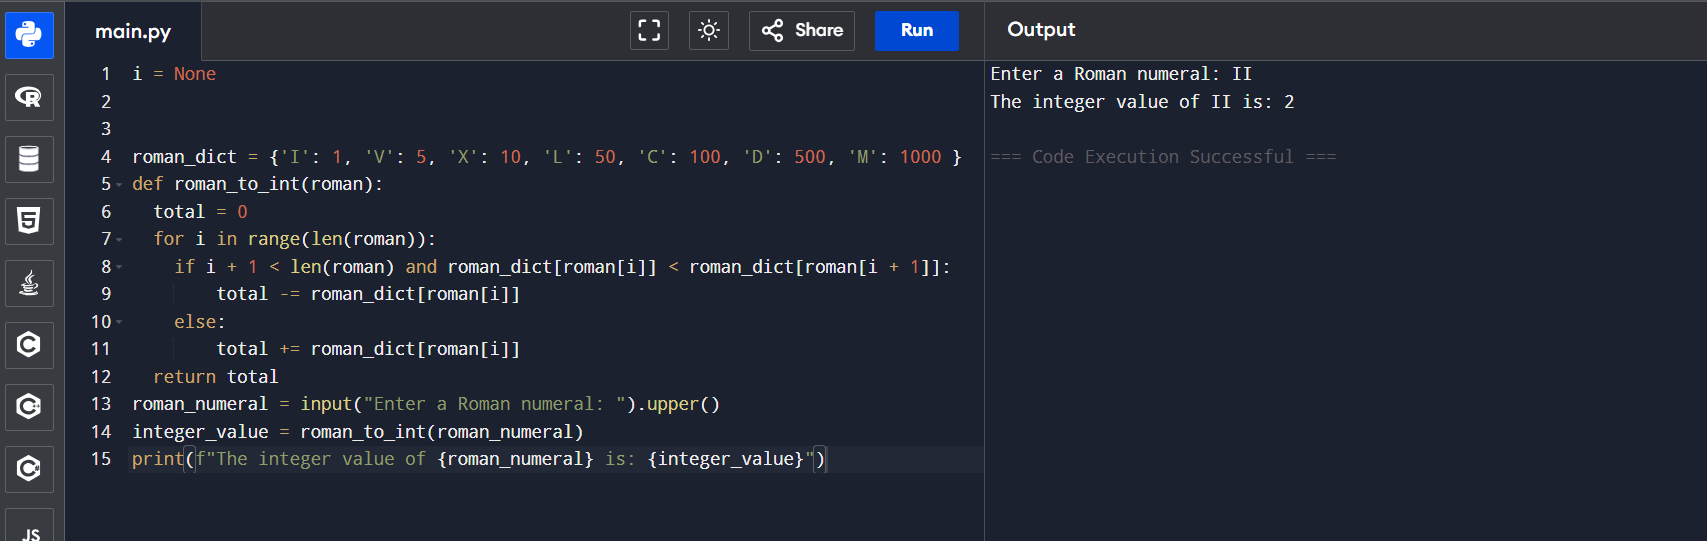 main.py
Share
Run
Output
1 i = None
2
3
4 roman_dict = {'I': 1, 'V': 5, 'X': 10, 'L': 50, 'C': 100, 'D': 500, 'M': 1000 }
5 def roman_to_int(roman):
6   total = 0
7   for i in range(len(roman)):
8     if i + 1 < len(roman) and roman_dict[roman[i]] < roman_dict[roman[i + 1]]:
9         total -= roman_dict[roman[i]]
10     else:
11         total += roman_dict[roman[i]]
12   return total
13 roman_numeral = input("Enter a Roman numeral: ").upper()
14 integer_value = roman_to_int(roman_numeral)
15 print(f"The integer value of {roman_numeral} is: {integer_value}")
Enter a Roman numeral: II
The integer value of II is: 2
=== Code Execution Successful ===
R
5
C
C++
C#
JS